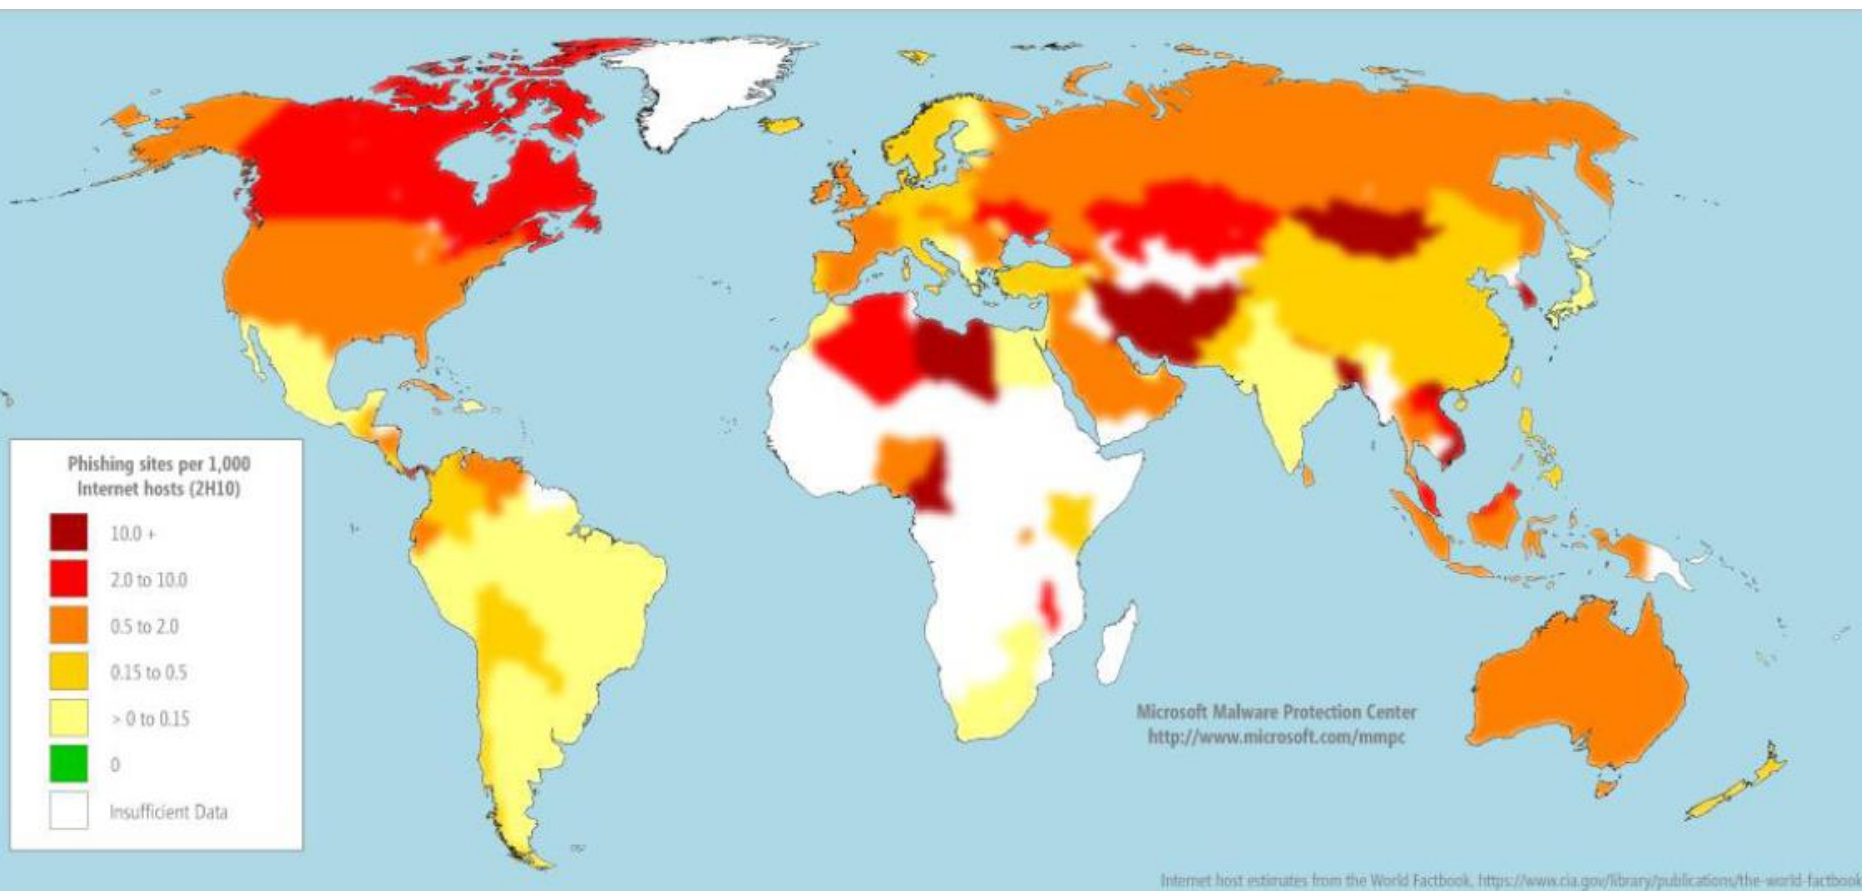 Phishing sites per 1,000
Internet hosts (2H10)
10.0 +
2.0 to 10.0
0.5 to 2.0
0.15 to 0.5
> 0 to 0.15
0
Insufficient Data
Microsoft Malware Protection Center
http://www.microsoft.com/mmpc
Internet host estimates from the World Factbook, https://www.cia.gov/library/publications/the-world-factbook